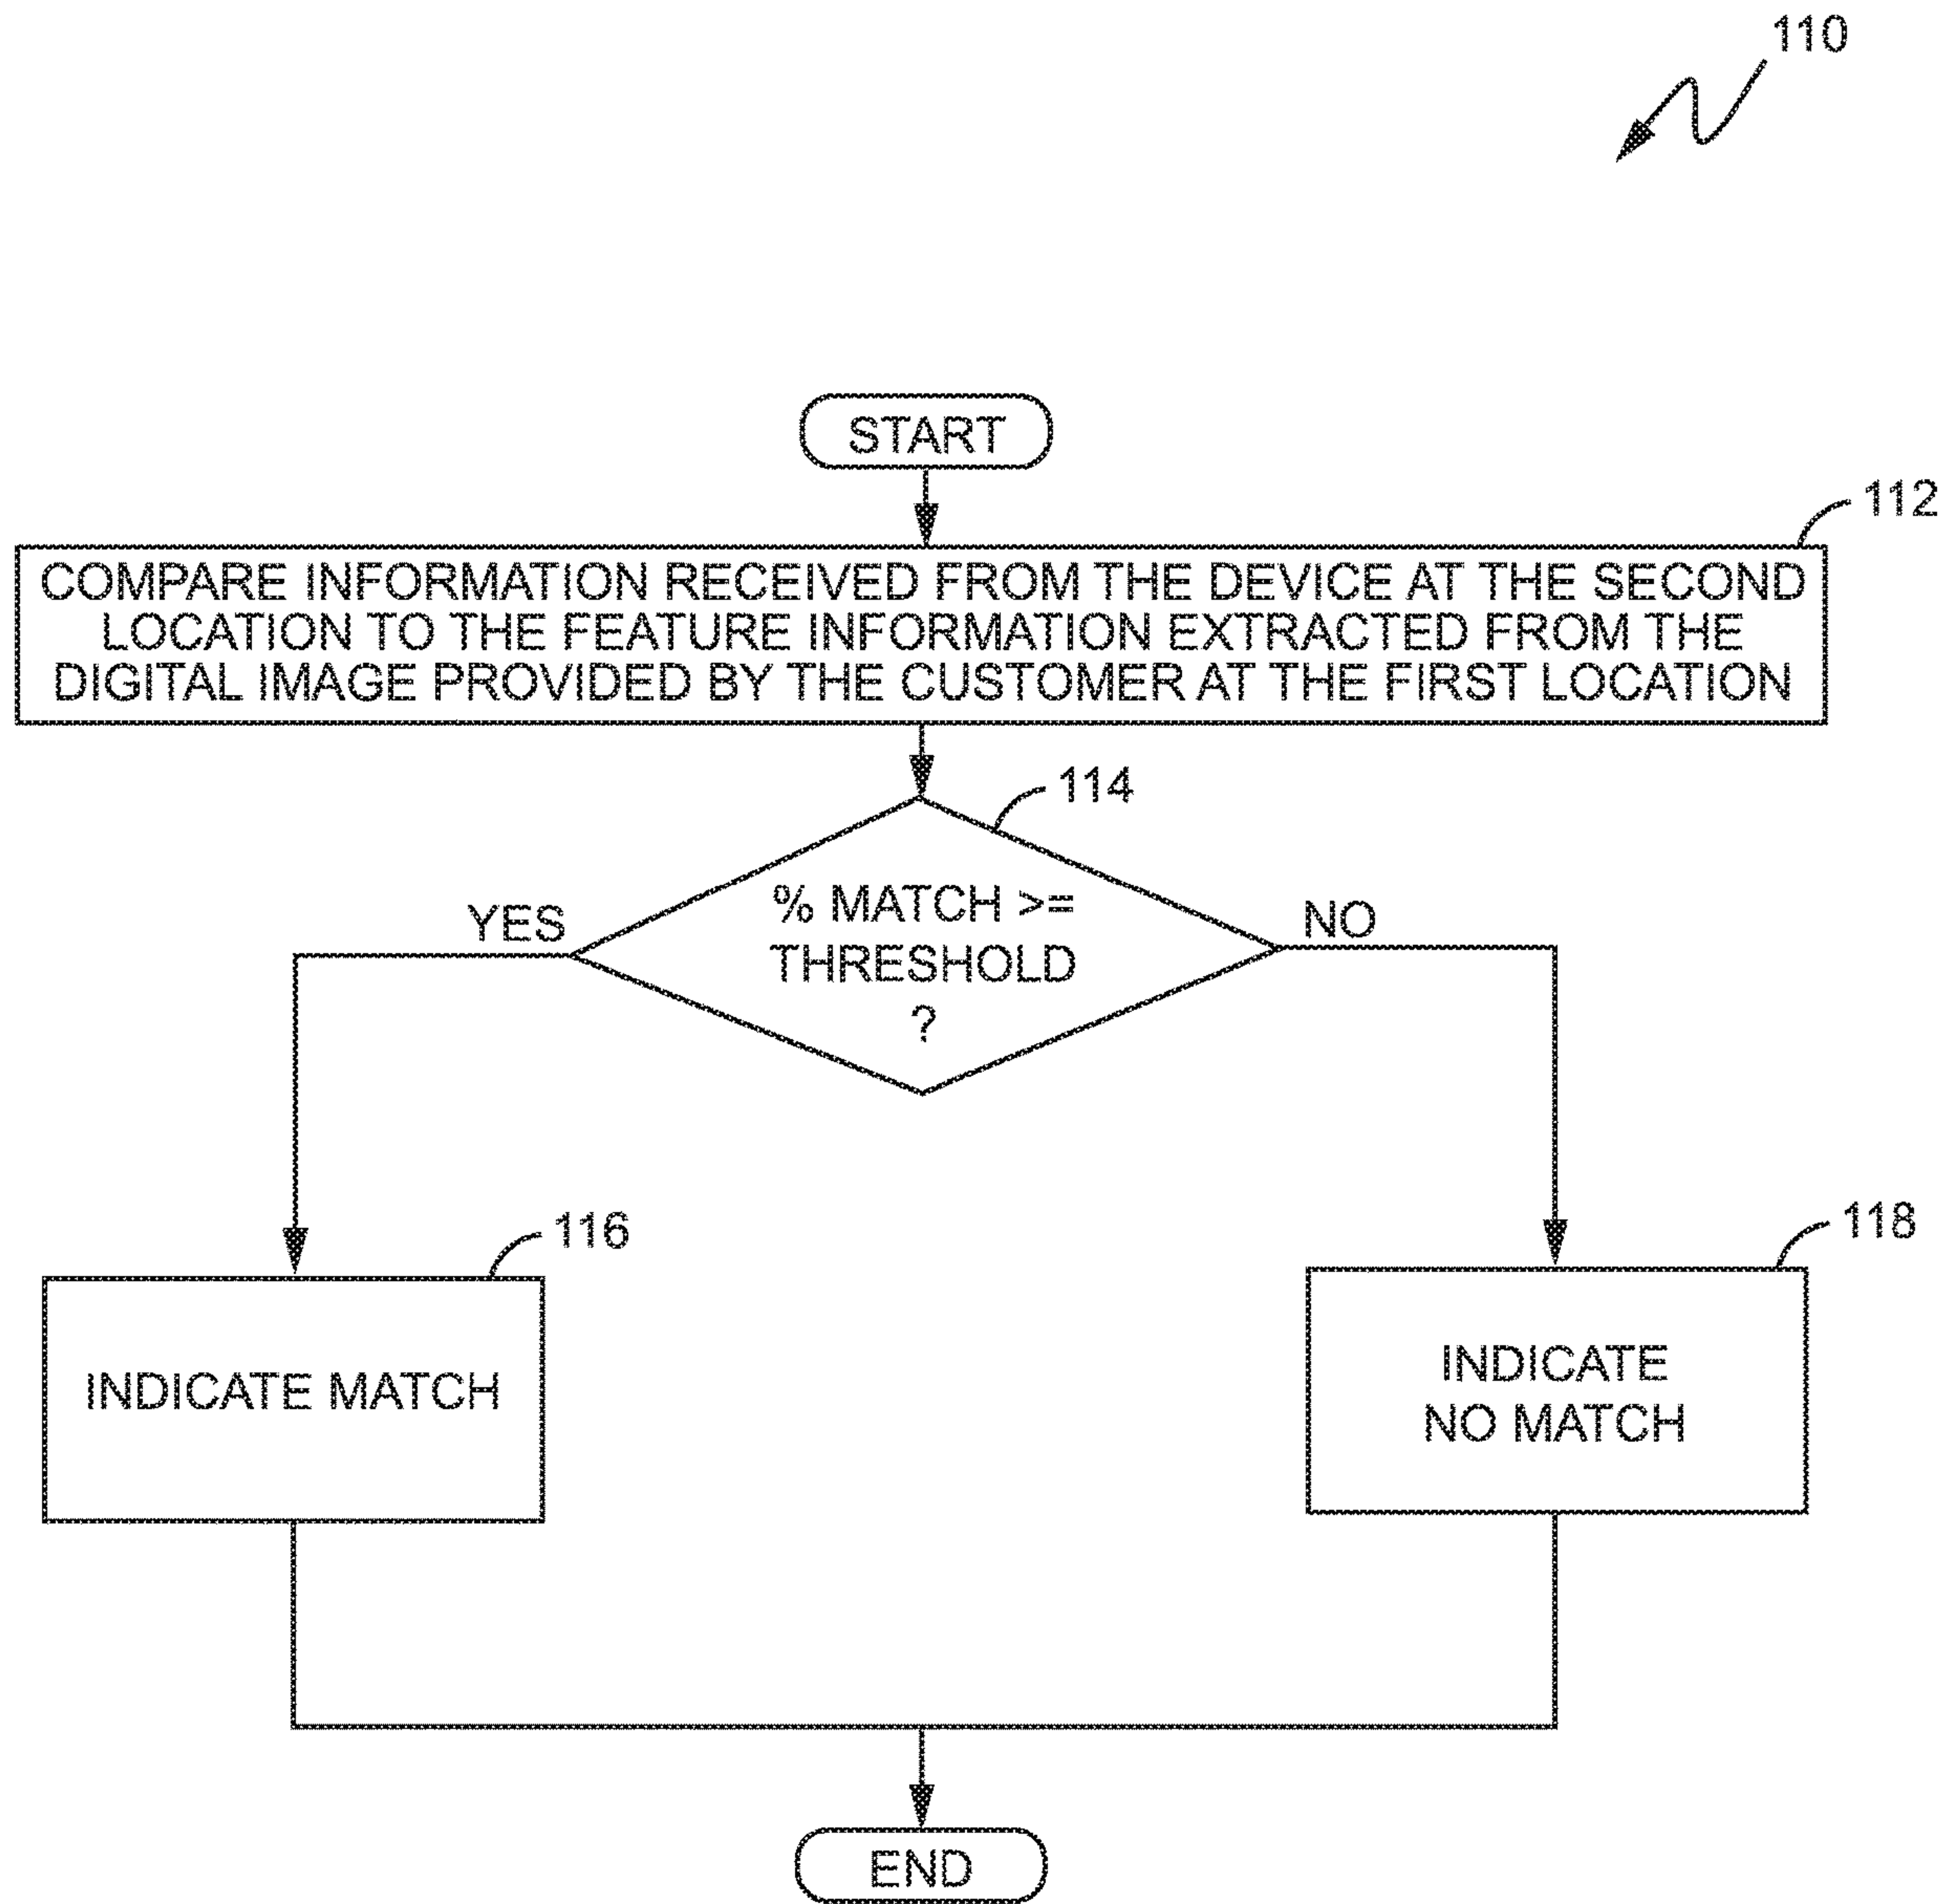 110
START
112
COMPARE INFORMATION RECEIVED FROM THE DEVICE AT THE SECOND
LOCATION TO THE FEATURE INFORMATION EXTRACTED FROM THE
DIGITAL IMAGE PROVIDED BY THE CUSTOMER AT THE FIRST LOCATION
114
% MATCH >=
THRESHOLD
?
YES
NO
116
INDICATE MATCH
118
INDICATE
NO MATCH
END